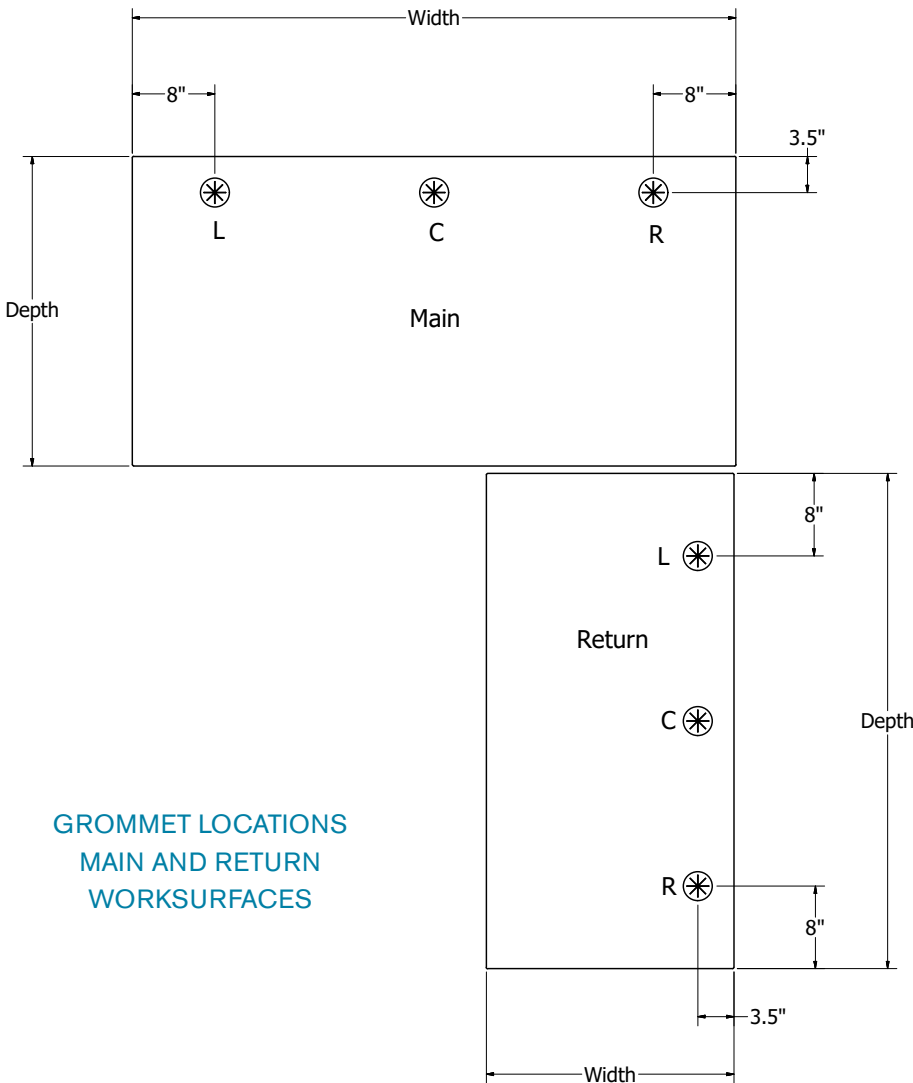 Width
8"
8"
3.5"
L
C
R
Depth
Main
8"
L
Return
C
Depth
GROMMET LOCATIONS
MAIN AND RETURN
WORKSURFACES
R
8"
3.5"
Width